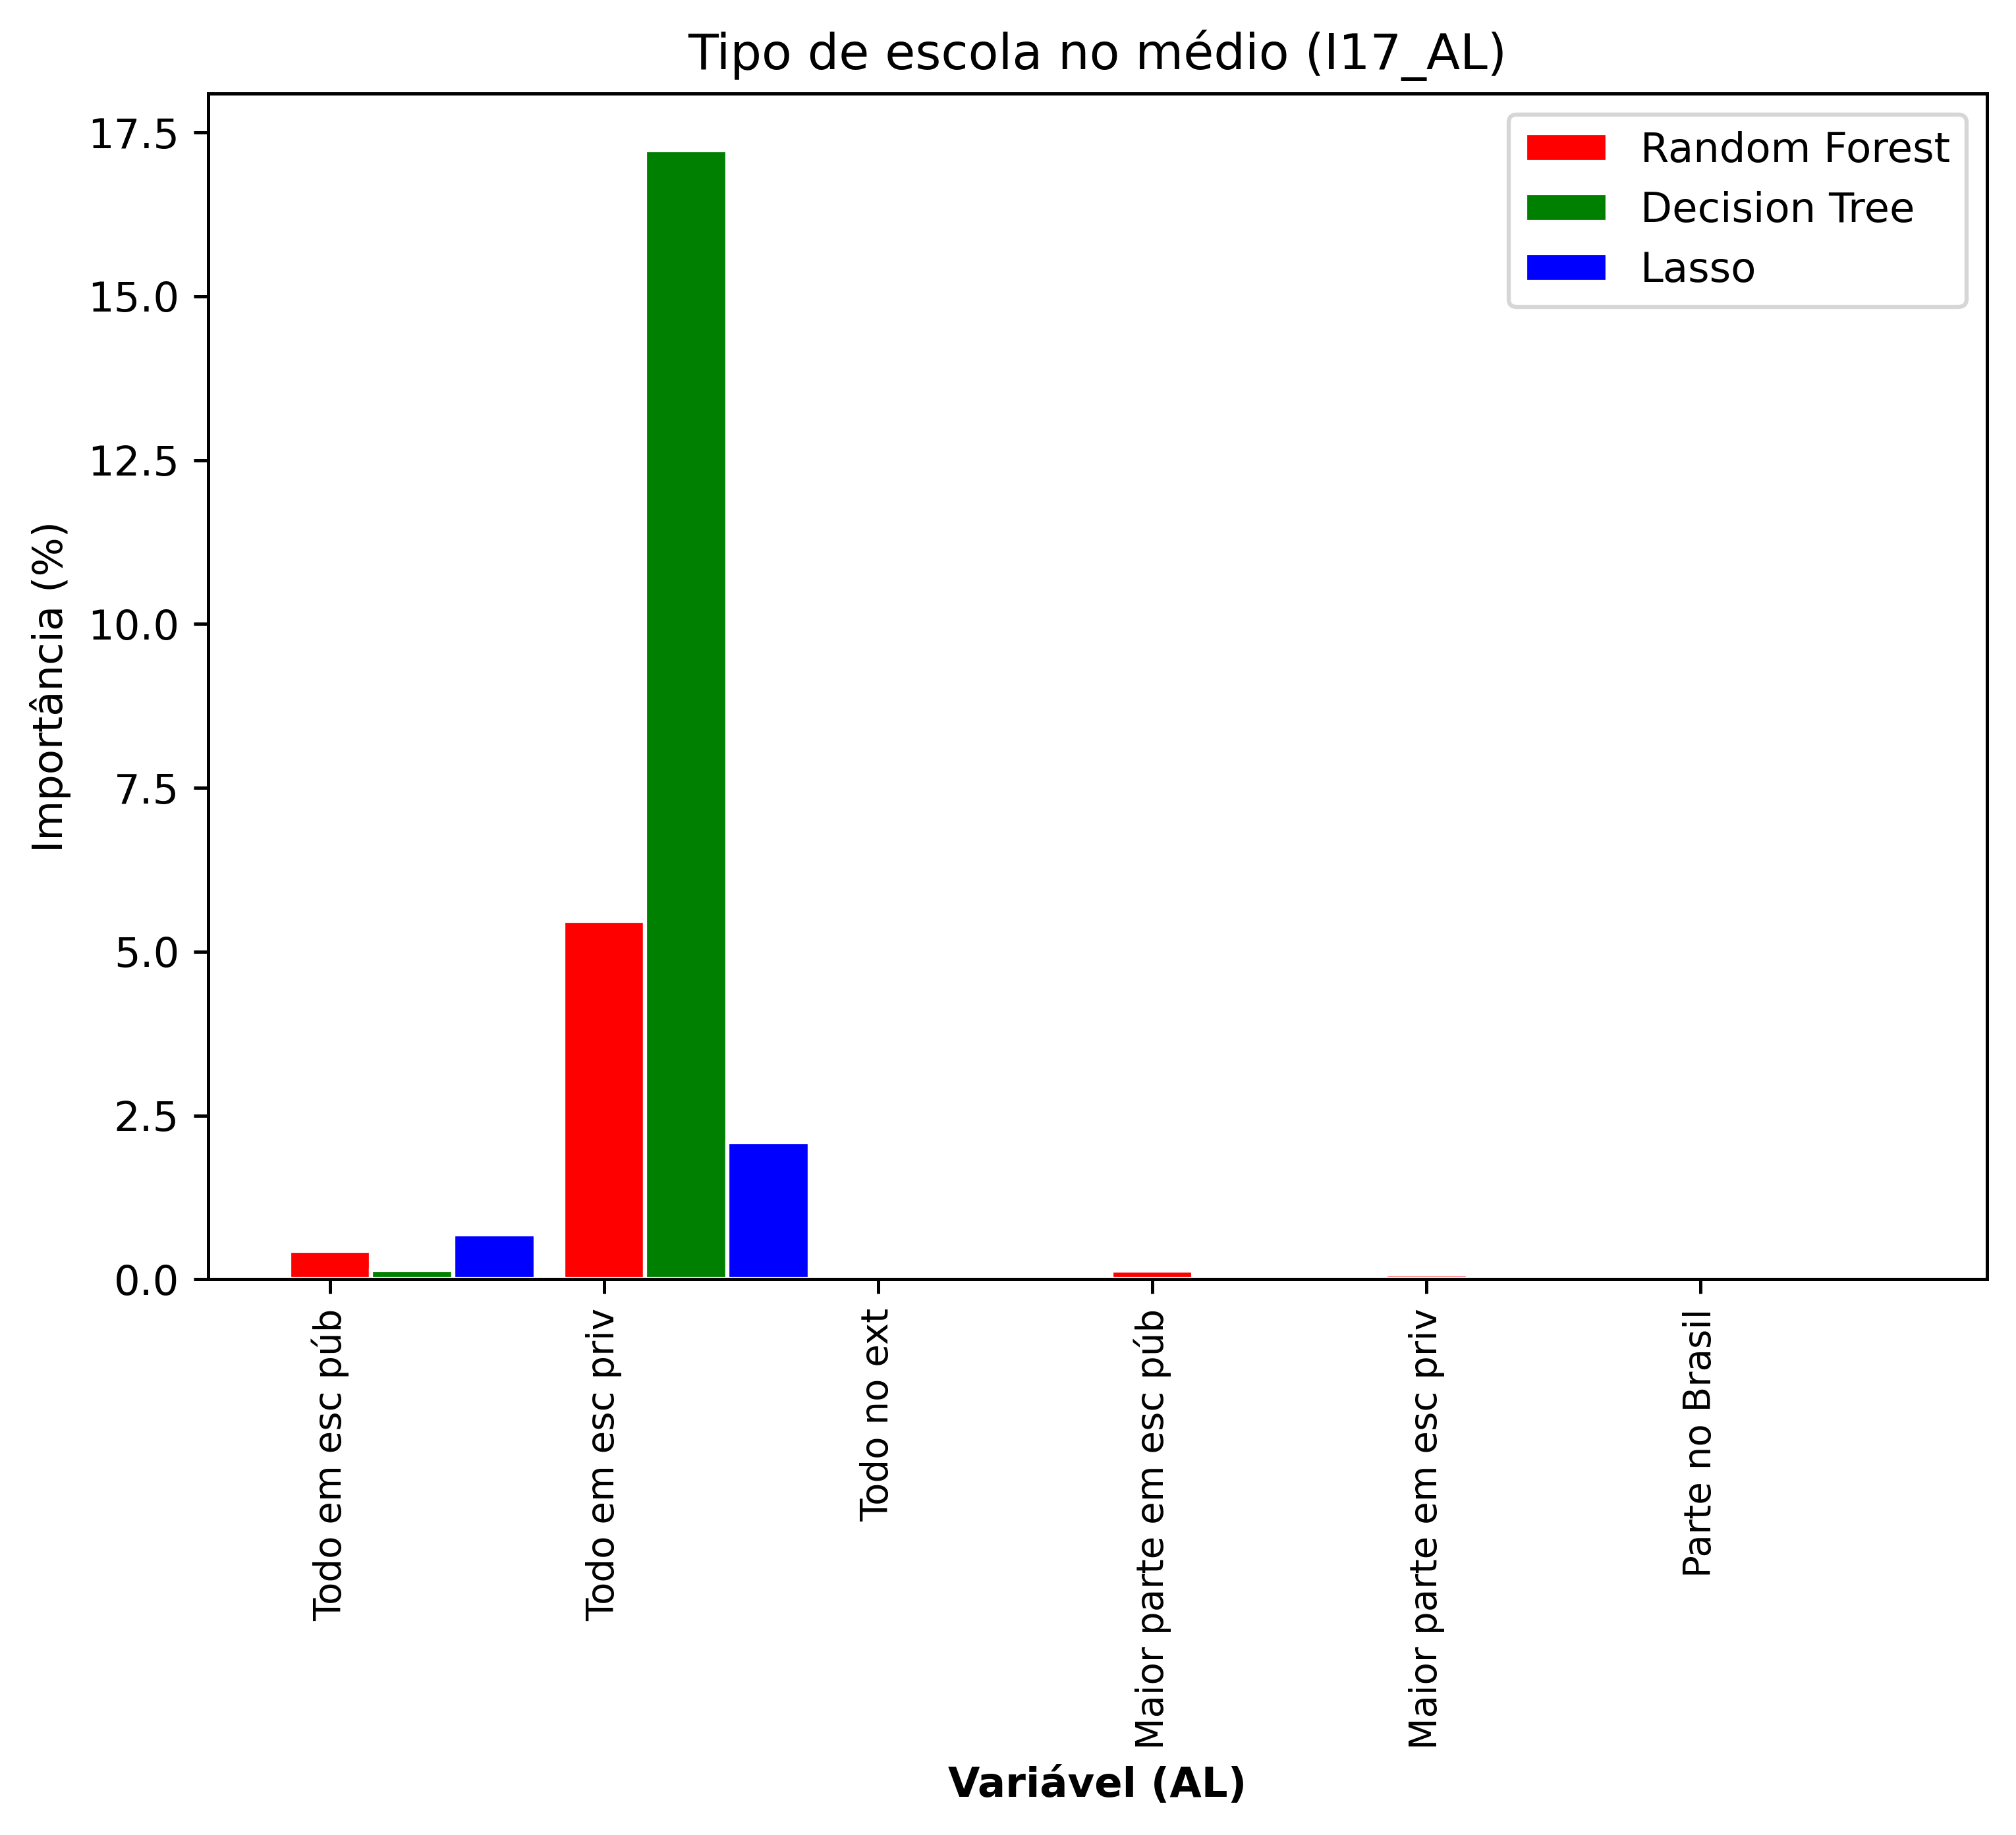 Tipo de escola no médio (I17_AL)
Importância (%)
17.5
15.0
12.5
10.0
7.5
5.0
2.5
0.0
Random Forest
Decision Tree
Lasso
Todo em esc púb
Todo em esc priv
Todo no ext
Maior parte em esc púb
Maior parte em esc priv
Parte no Brasil
Variável (AL)